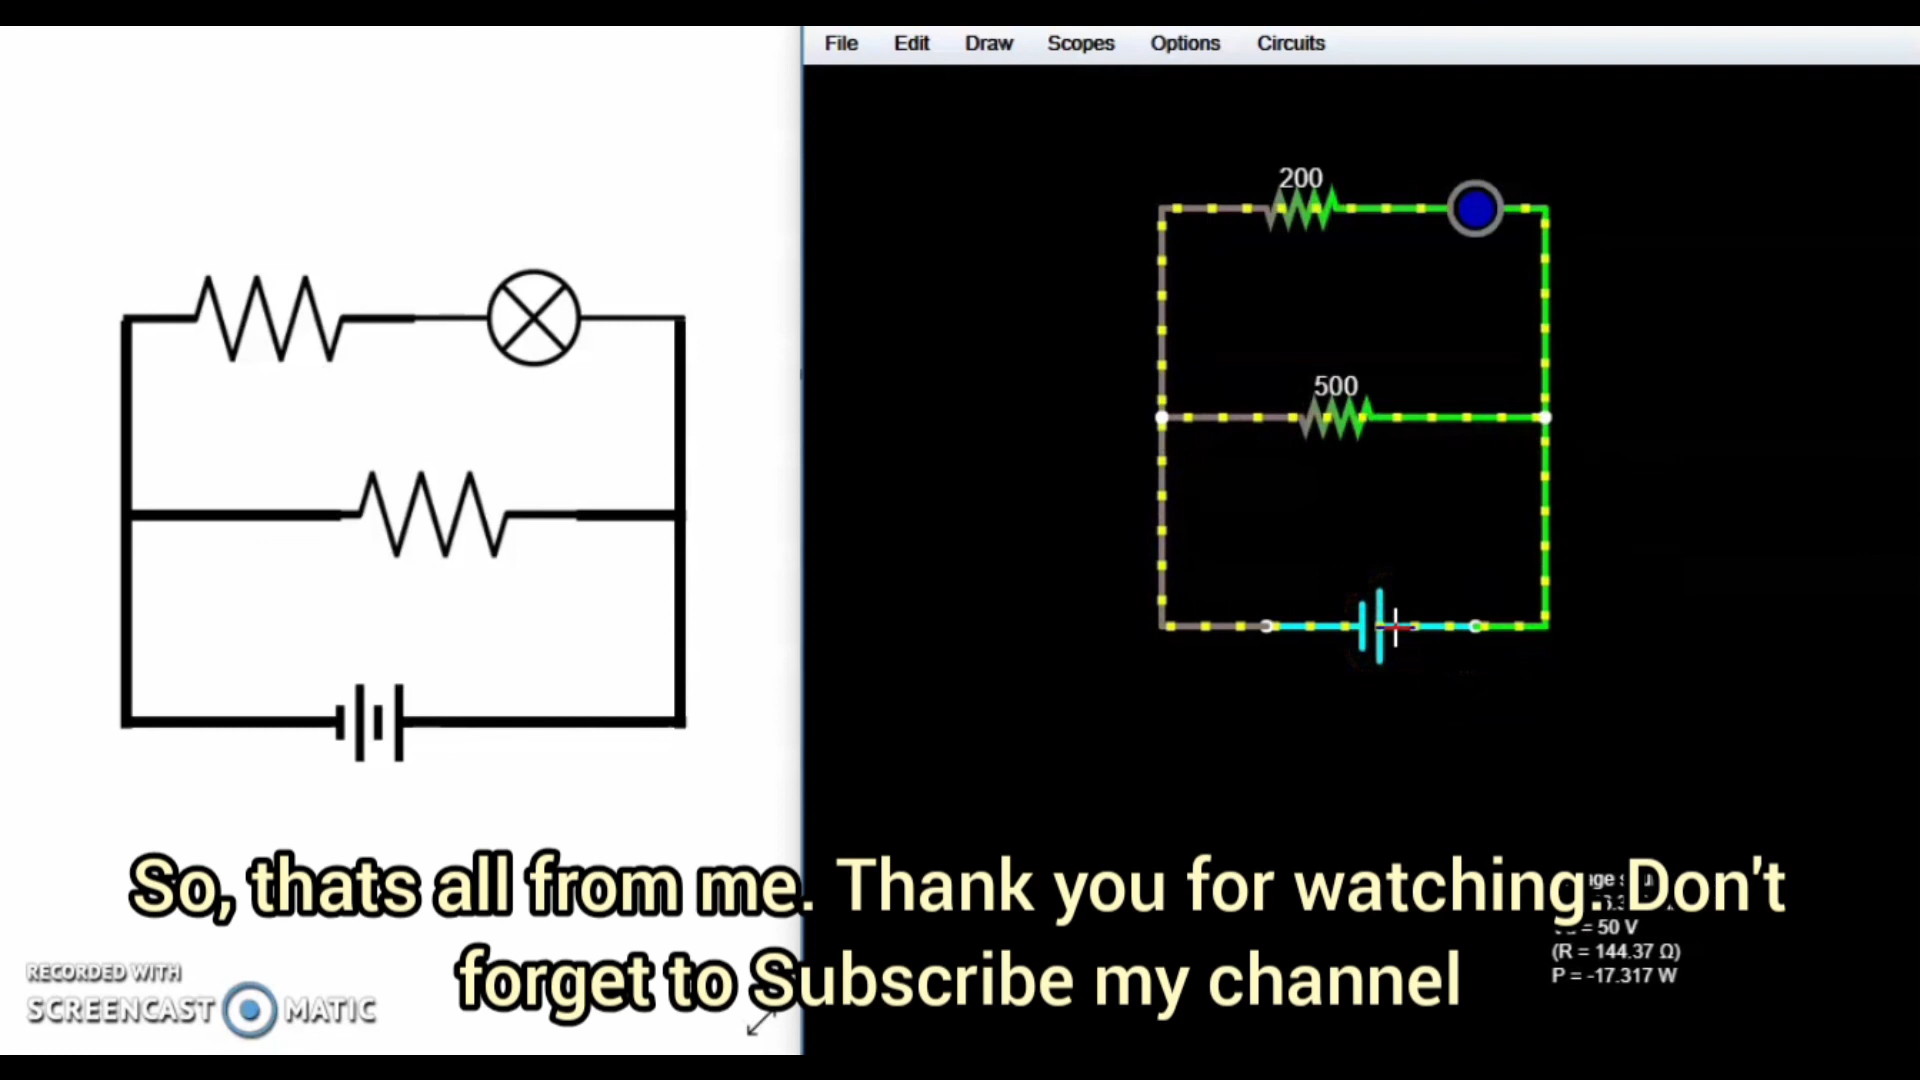 File Edit Draw Scopes Options Circuits
200
500
So, thats all from me. Thank you for watching. Don't
forget to Subscribe my channel
= 50 V
(R = 144.37 Ω)
P = -17.317 W
RECORDED WITH
SCREENCAST MATIC